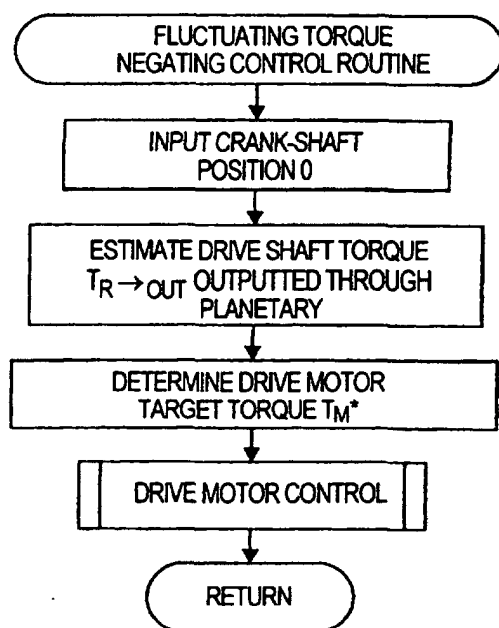 FLUCTUATING TORQUE
NEGATING CONTROL ROUTINE
INPUT CRANK-SHAFT
POSITION 0
ESTIMATE DRIVE SHAFT TORQUE
TR→OUT OUTPUTTED THROUGH
PLANETARY
DETERMINE DRIVE MOTOR
TARGET TORQUE TM*
DRIVE MOTOR CONTROL
RETURN